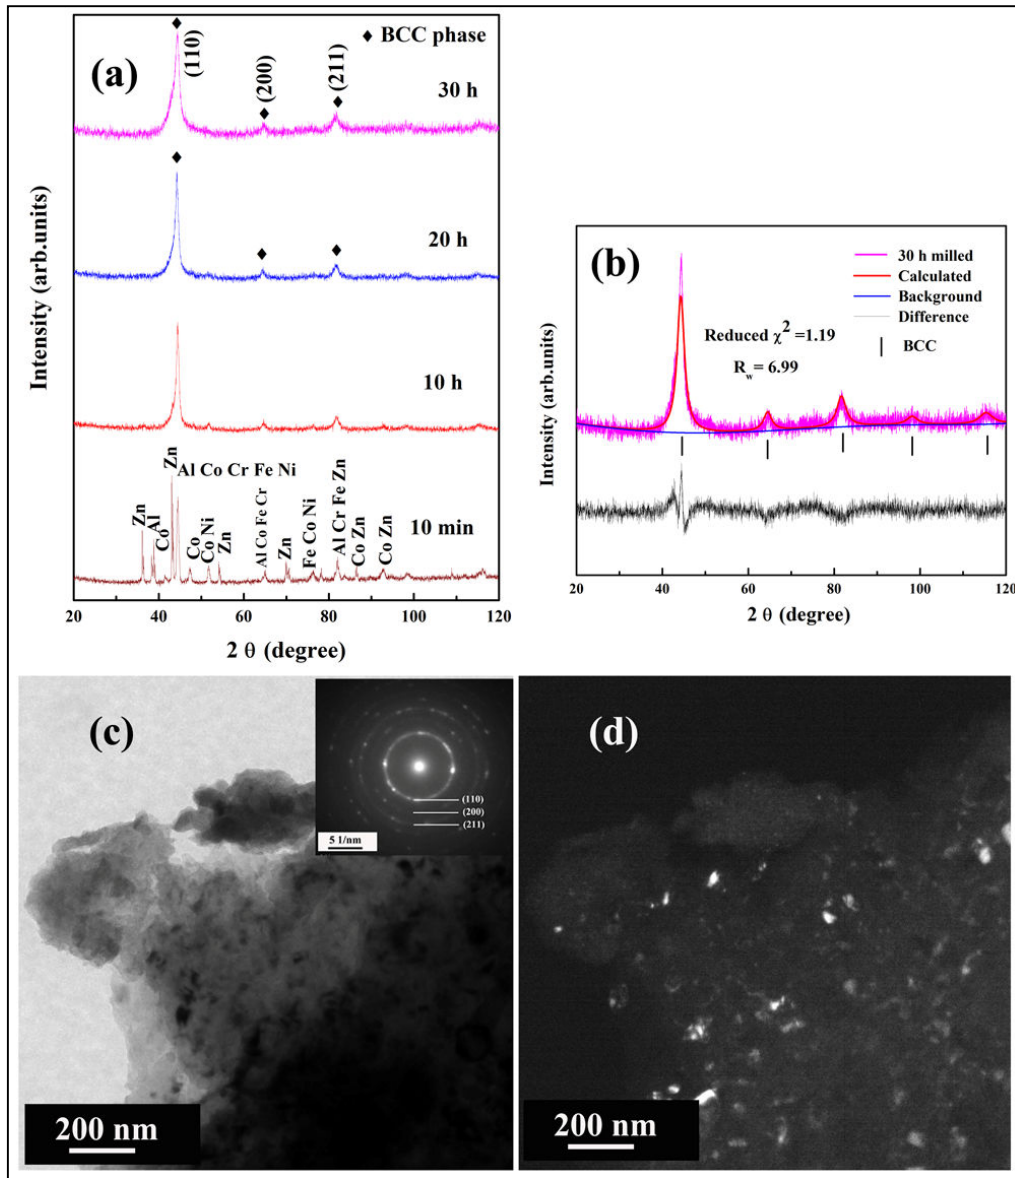 (a)
◆ BCC phase
(110)
(200)
(211)
30 h
20 h
10 h
10 min
Zn
Al
Co
Zn
Al Co Cr Fe Ni
Co
Co Ni
Zn
Al Co Fe Cr
Zn
Fe Co Ni
Al Cr Fe Zn
Co Zn
Co Zn
Intensity (arb.units)
20 40 60 80 100 120
2 θ (degree)
(b)
30 h milled
Calculated
Background
Difference
BCC
Reduced χ² =1.19
R_w = 6.99
Intensity (arb.units)
20 40 60 80 100 120
2 θ (degree)
(c)
(110)
(200)
(211)
5 1/nm
200 nm
(d)
200 nm